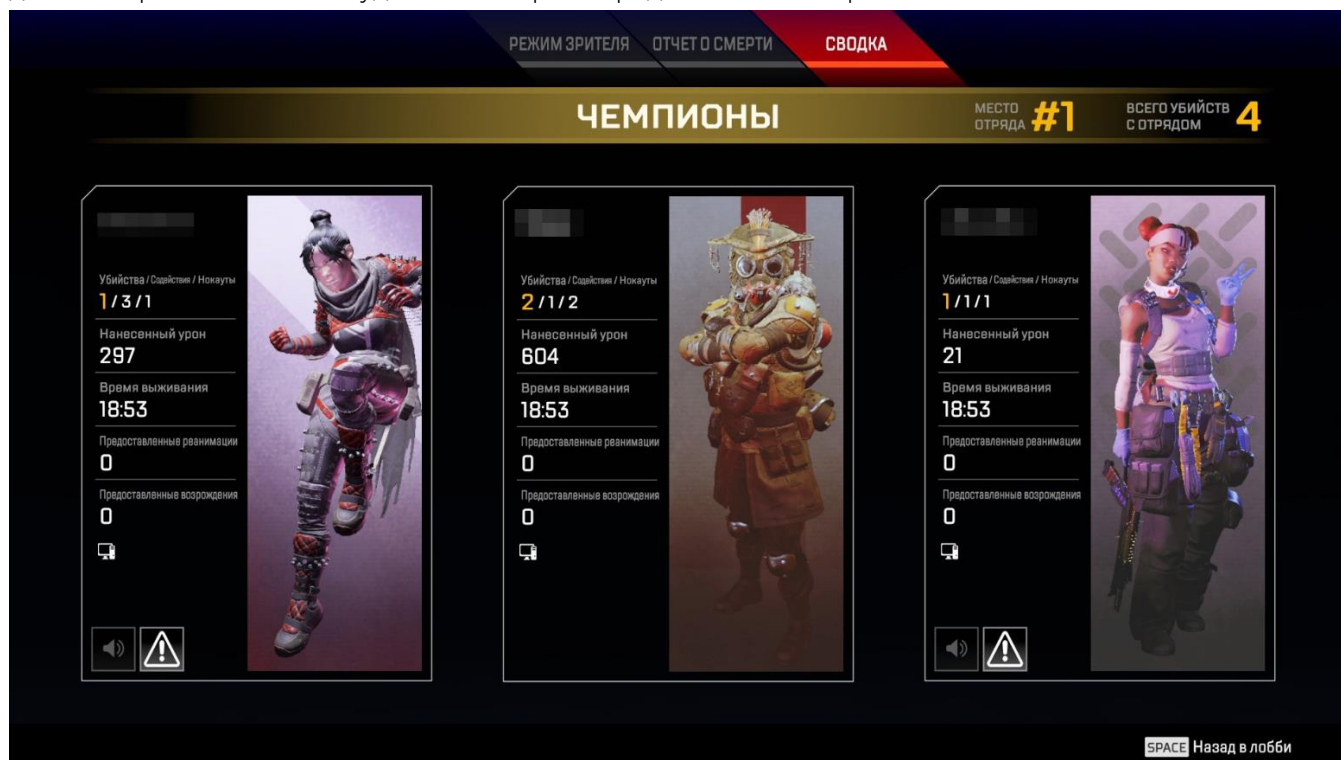 РЕЖИМ ЗРИТЕЛЯ ОТЧЕТ О СМЕРТИ СВОДКА
ЧЕМПИОНЫ
МЕСТО
ОТРЯДА #1
ВСЕГО УБИЙСТВ
С ОТРЯДОМ 4
Убийства / Содействия / Нокауты
1 / 3 / 1
Нанесенный урон
297
Время выживания
18:53
Предоставленные реанимации
0
Предоставленные возрождения
0
Убийства / Содействия / Нокауты
2 / 1 / 2
Нанесенный урон
604
Время выживания
18:53
Предоставленные реанимации
0
Предоставленные возрождения
0
Убийства / Содействия / Нокауты
1 / 1 / 1
Нанесенный урон
21
Время выживания
18:53
Предоставленные реанимации
0
Предоставленные возрождения
0
SPACE Назад в лобби